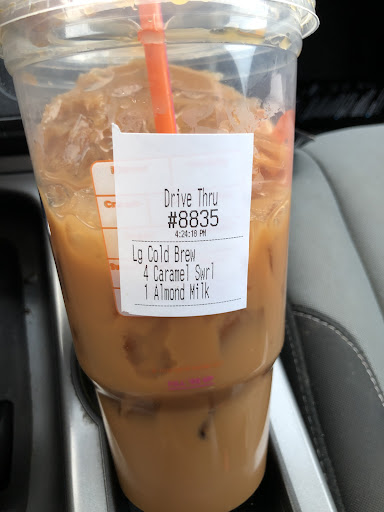 Drive Thru
#8835
4:24:18 PM
Lg Cold Brew
4 Caramel Swrl
1 Almond Milk